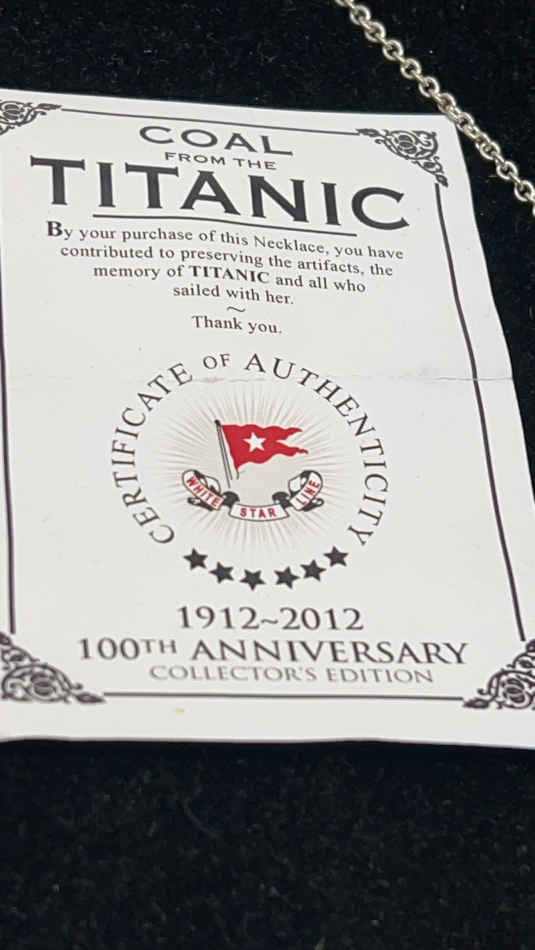 COAL
FROM THE
TITANIC
By your purchase of this Necklace, you have
contributed to preserving the artifacts, the
memory of TITANIC and all who
sailed with her.
~
Thank you.
CERTIFICATE OF AUTHENTICITY
WHITE STAR LINE
1912~2012
100TH ANNIVERSARY
COLLECTOR'S EDITION